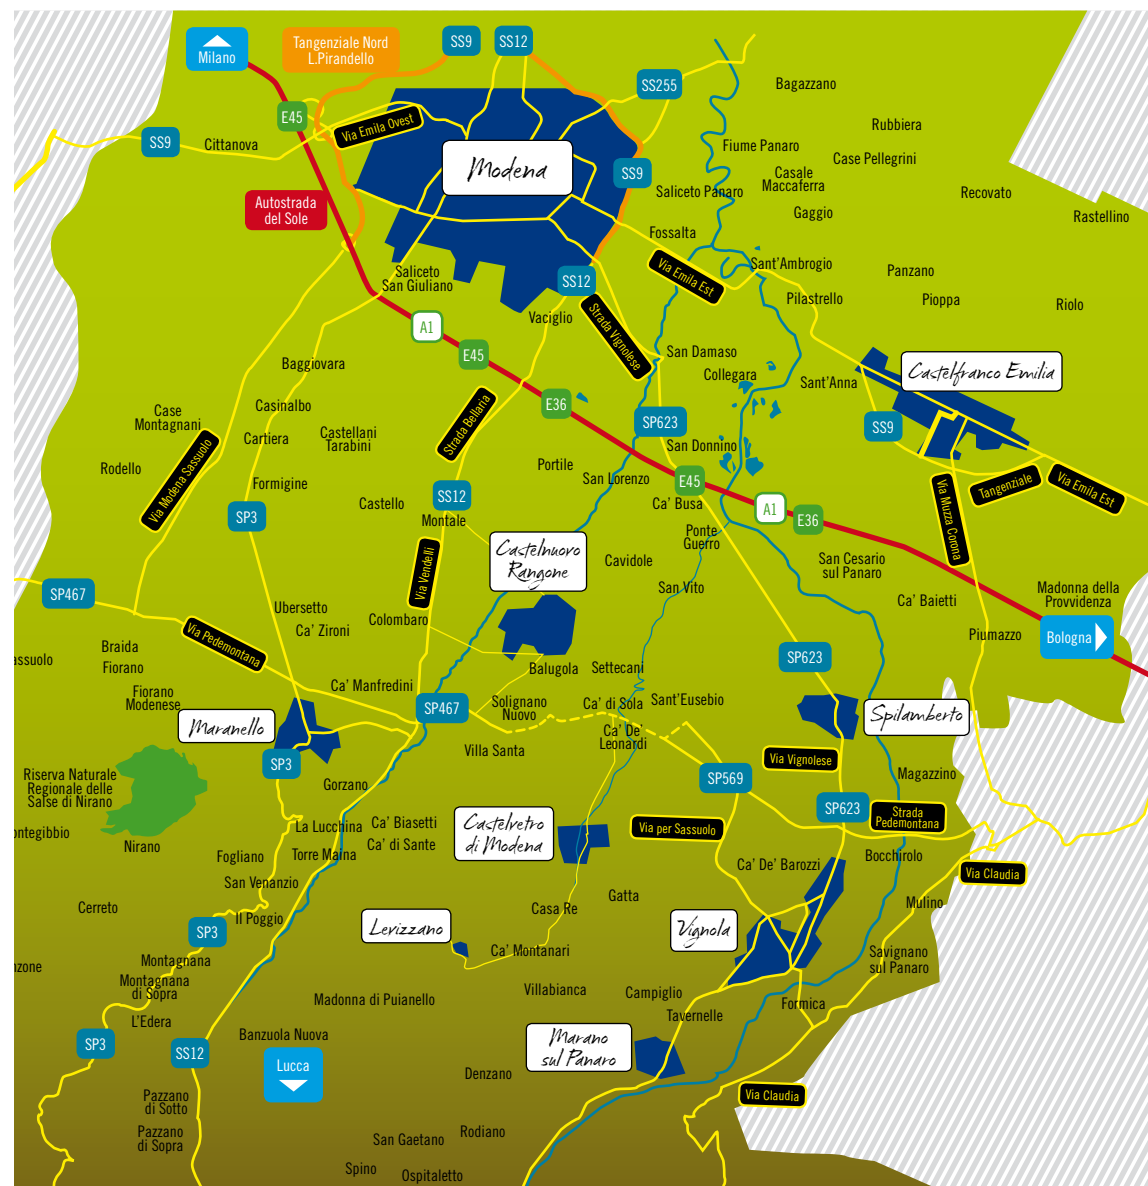 Milano
Tangenziale Nord
L.Pirandello
SS9
SS12
SS255
Bagazzano
E45
Via Emila Ovest
SS9
Cittanova
Rubbiera
Fiume Panaro
Case Pellegrini
Modena
SS9
Casale
Maccaferra
Saliceto Panaro
Recovato
Autostrada
del Sole
Gaggio
Rastellino
Fossalta
Via Emila Est
Sant'Ambrogio
Saliceto
San Giuliano
SS12
Panzano
Pilastrello
Pioppa
Riolo
Vaciglio
Strada Vignolese
A1
E45
San Damaso
Baggiovara
Collegara
Sant'Anna
Castelfranco Emilia
Case
Montagnani
Casinalbo
E36
SP623
SS9
Strada Bellaria
Cartiera
Castellani
Tarabini
San Donnino
Rodello
Via Modena Sassuolo
Formigine
Portile
San Lorenzo
E45
Tangenziale
Via Emila Est
SP3
Castello
SS12
Montale
Ca' Busa
A1
E36
Via Muzza Corona
Ponte
Guerro
Castelnuovo
Rangone
Cavidole
San Cesario
sul Panaro
Via Vendelli
San Vito
SP467
Madonna della
Provvidenza
Ca' Baietti
Ubersetto
Ca' Zironi
Colombaro
Via Pedemontana
Piumazzo
Bologna
assuolo
Braida
Fiorano
SP623
Balugola
Settecani
Fiorano
Modenese
Ca' Manfredini
SP467
Solignano
Nuovo
Ca' di Sola
Sant'Eusebio
Maranello
Spilamberto
Ca' De'
Leonardi
Villa Santa
SP3
Via Vignolese
Riserva Naturale
Regionale delle
Salse di Nirano
Gorzano
SP569
Magazzino
SP623
Strada
Pedemontana
ontegibbio
La Lucchina
Ca' Biasetti
Ca' di Sante
Castelvetro
di Modena
Via per Sassuolo
Nirano
Fogliano
Torre Maina
Bocchirolo
Ca' De' Barozzi
Via Claudia
San Venanzio
Gatta
Mulino
Cerreto
Il Poggio
Casa Re
SP3
Levizzano
Vignola
Ca' Montanari
Savignano
sul Panaro
nzone
Montagnana
Montagnana
di Sopra
Madonna di Puianello
Villabianca
Campiglio
Formica
L'Edera
Tavernelle
Banzuola Nuova
SP3
SS12
Marano
sul Panaro
Lucca
Denzano
Via Claudia
Pazzano
di Sotto
Pazzano
di Sopra
San Gaetano
Rodiano
Spino
Ospitaletto